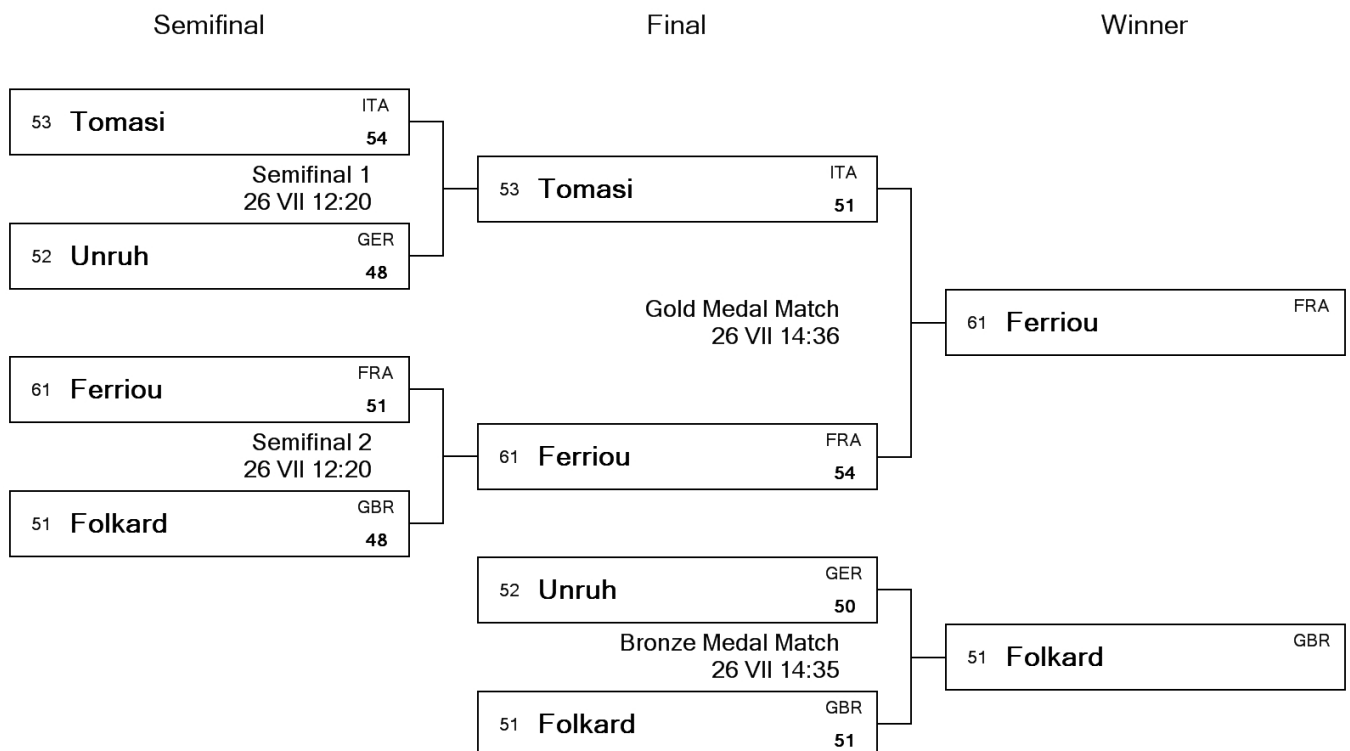 Semifinal Final Winner
53 Tomasi ITA 54
Semifinal 1
26 VII 12:20
52 Unruh GER 48
61 Ferriou FRA 51
Semifinal 2
26 VII 12:20
51 Folkard GBR 48
53 Tomasi ITA 51
Gold Medal Match
26 VII 14:36
61 Ferriou FRA 54
52 Unruh GER 50
Bronze Medal Match
26 VII 14:35
51 Folkard GBR 51
61 Ferriou FRA
51 Folkard GBR